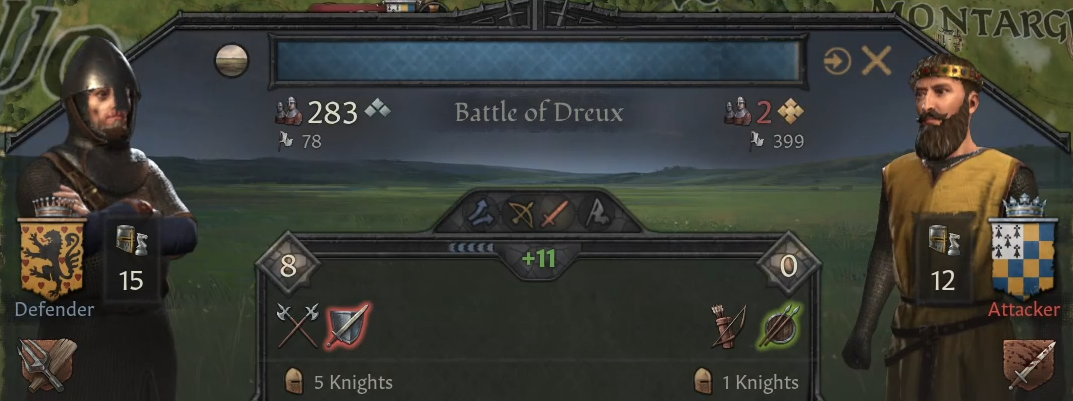 MONTARG
283
Battle of Dreux
2
78
399
8
+11
0
15
12
Defender
Attacker
5 Knights
1 Knights